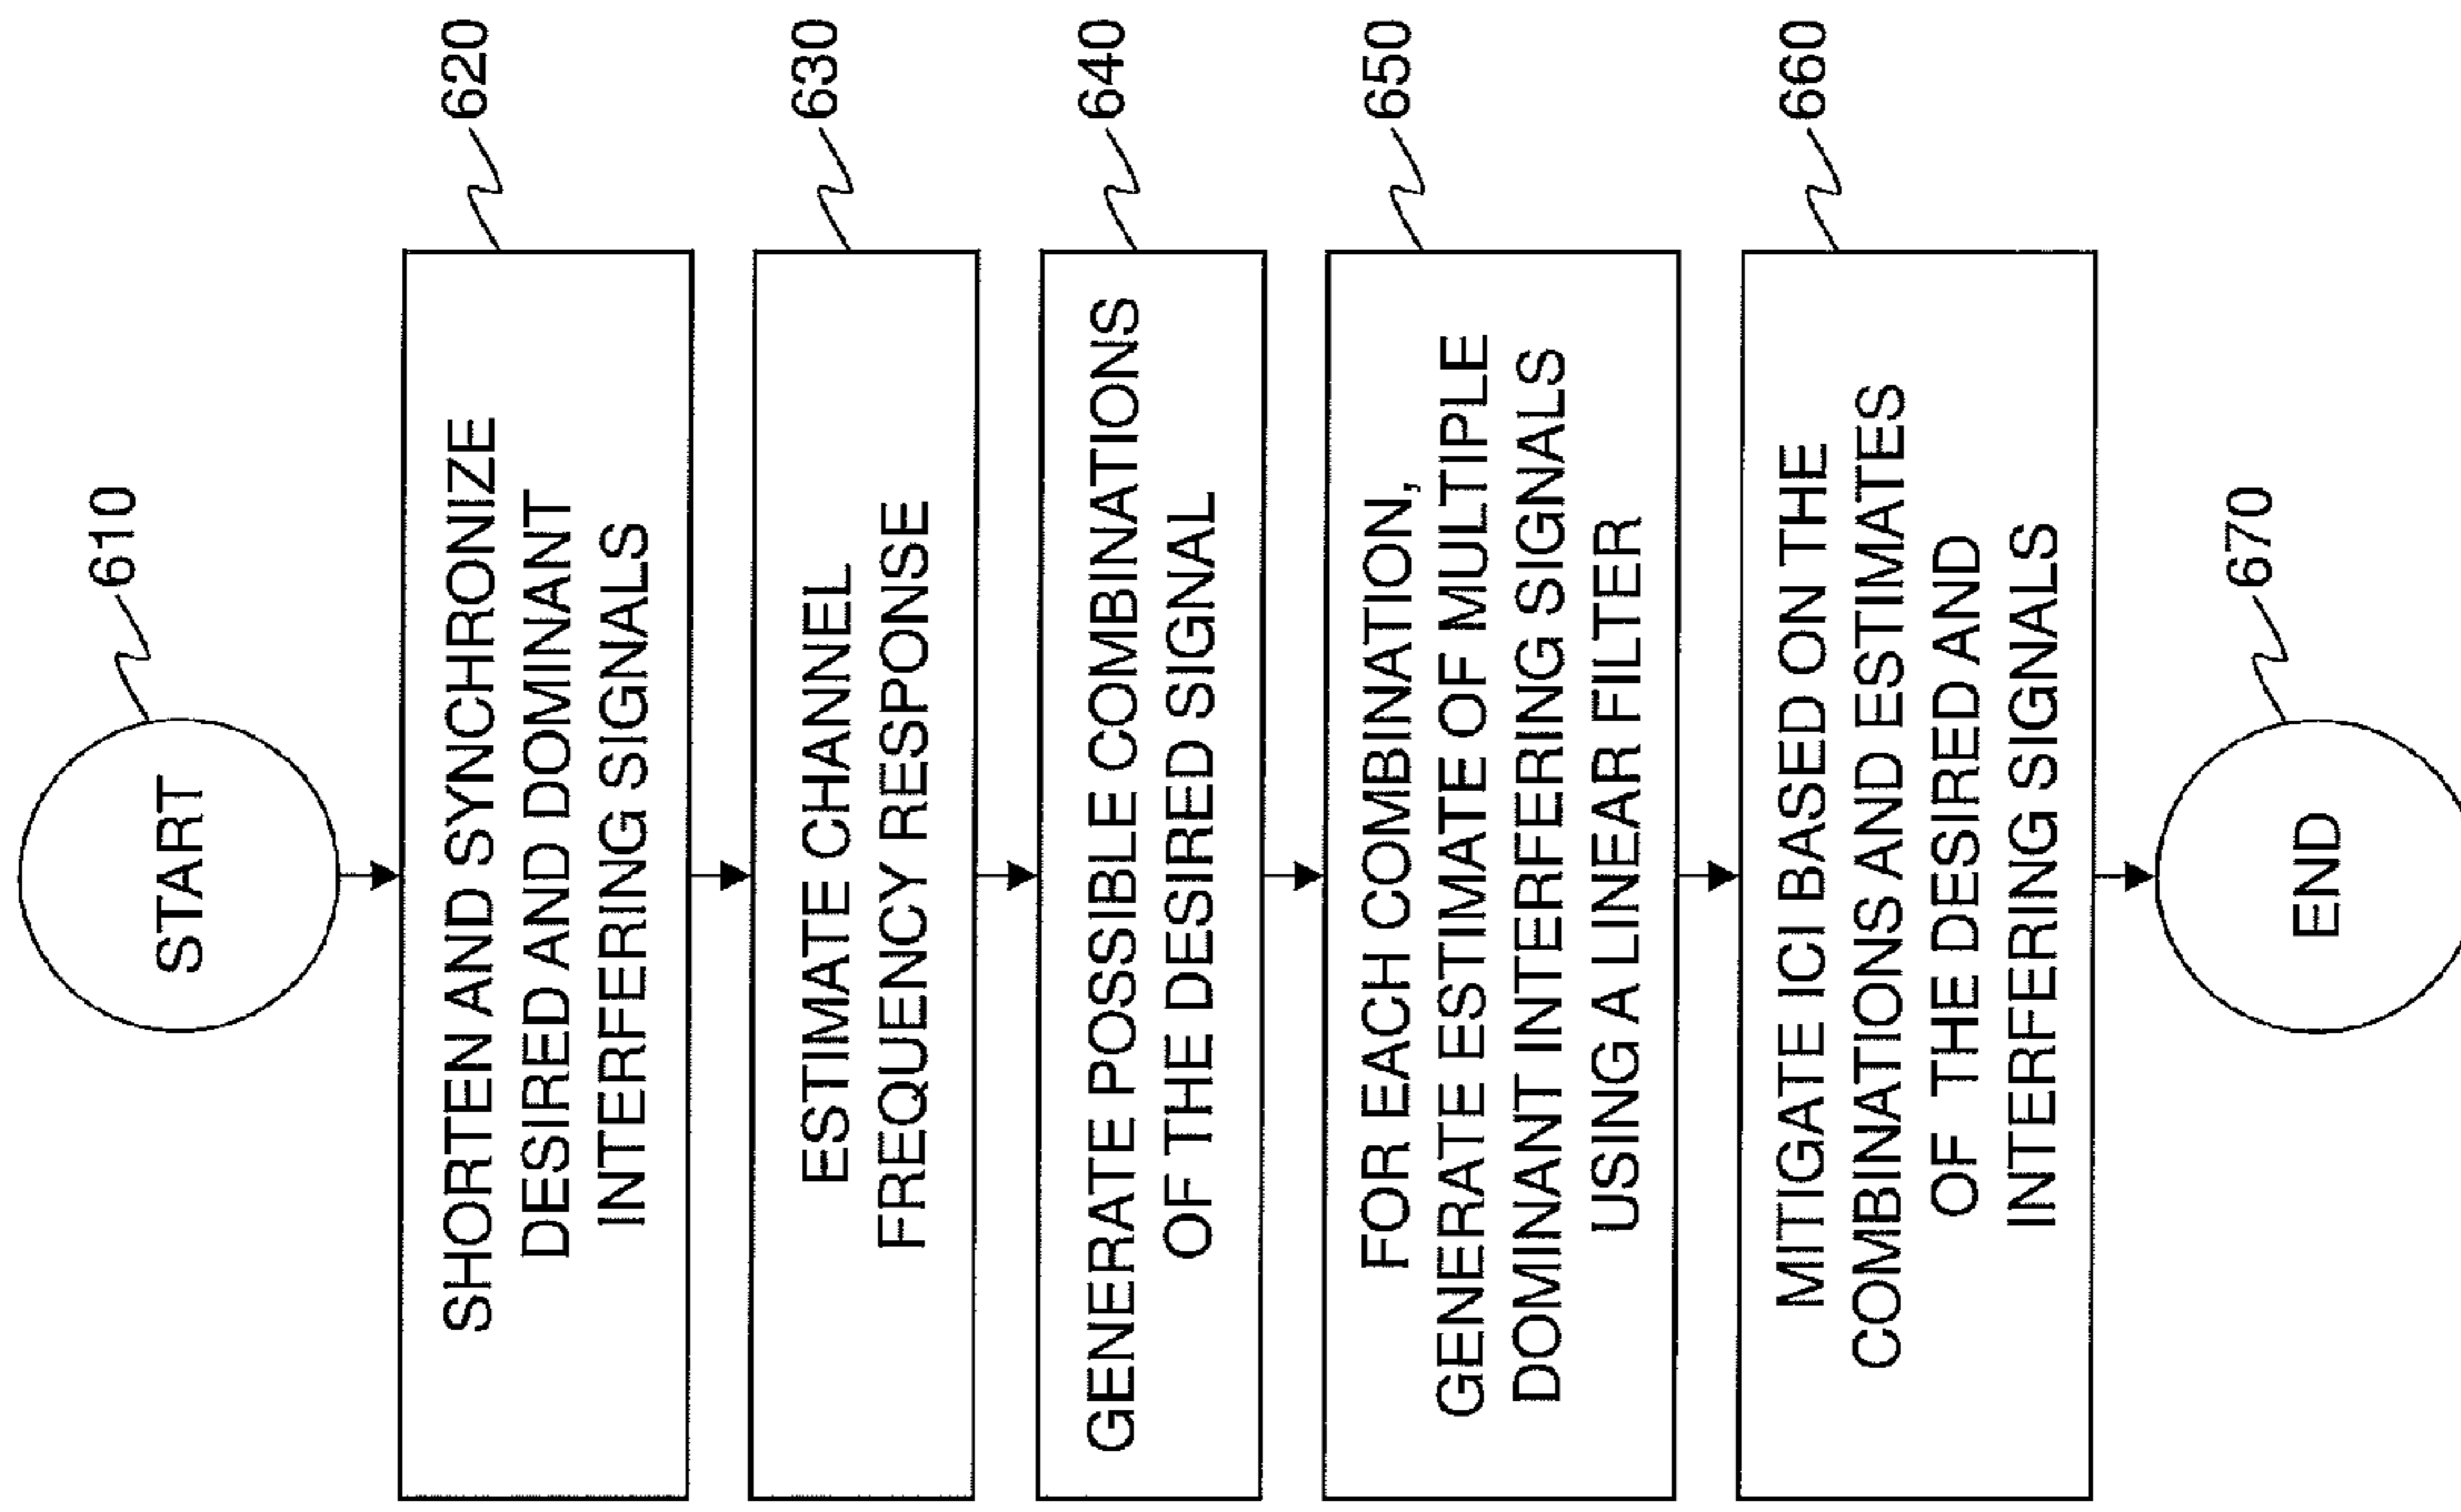 START
610
SHORTEN AND SYNCHRONIZE
DESIRED AND DOMINANT
INTERFERING SIGNALS
620
ESTIMATE CHANNEL
FREQUENCY RESPONSE
630
GENERATE POSSIBLE COMBINATIONS
OF THE DESIRED SIGNAL
640
FOR EACH COMBINATION,
GENERATE ESTIMATE OF MULTIPLE
DOMINANT INTERFERING SIGNALS
USING A LINEAR FILTER
650
MITIGATE ICI BASED ON THE
COMBINATIONS AND ESTIMATES
OF THE DESIRED AND
INTERFERING SIGNALS
660
END
670